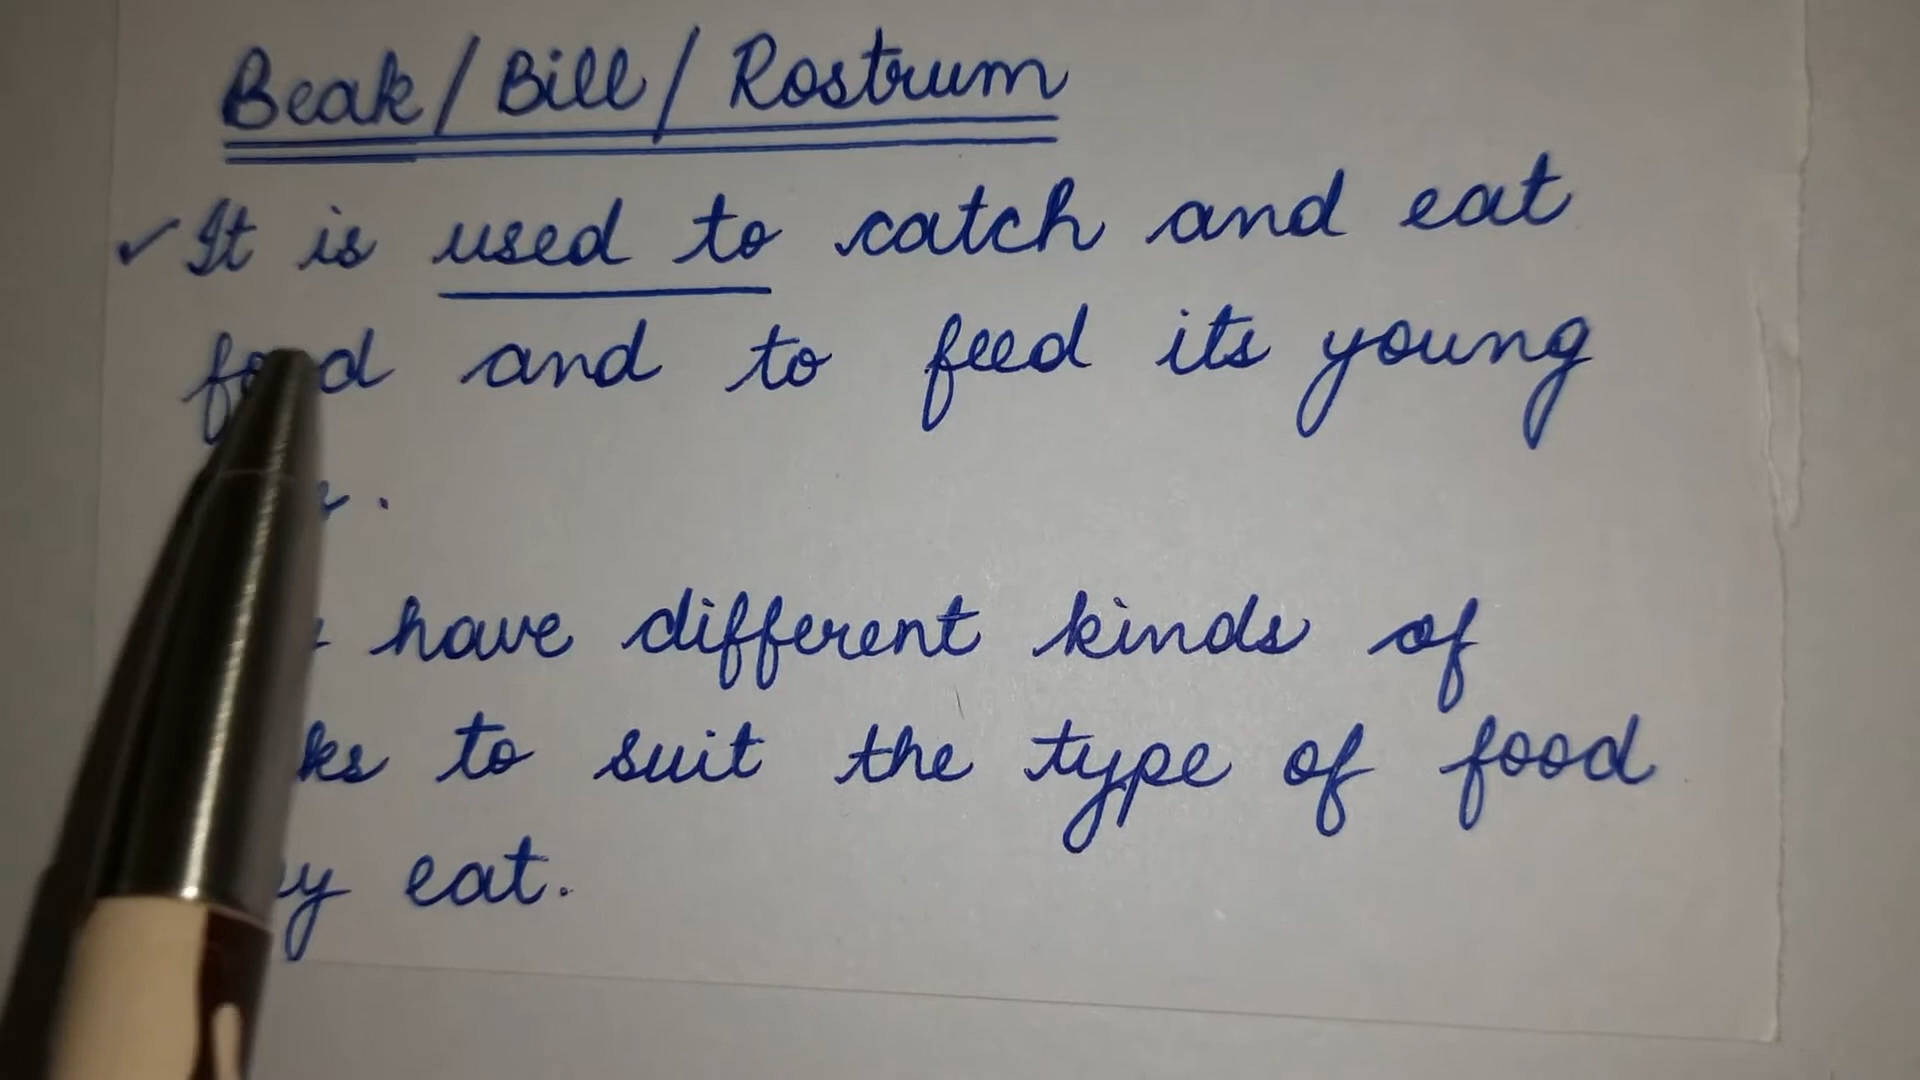 Beak/Bill/Rostrum
✓ It is used to catch and eat
food and to feed its young
.
have different kinds of
to suit the type of food
eat.